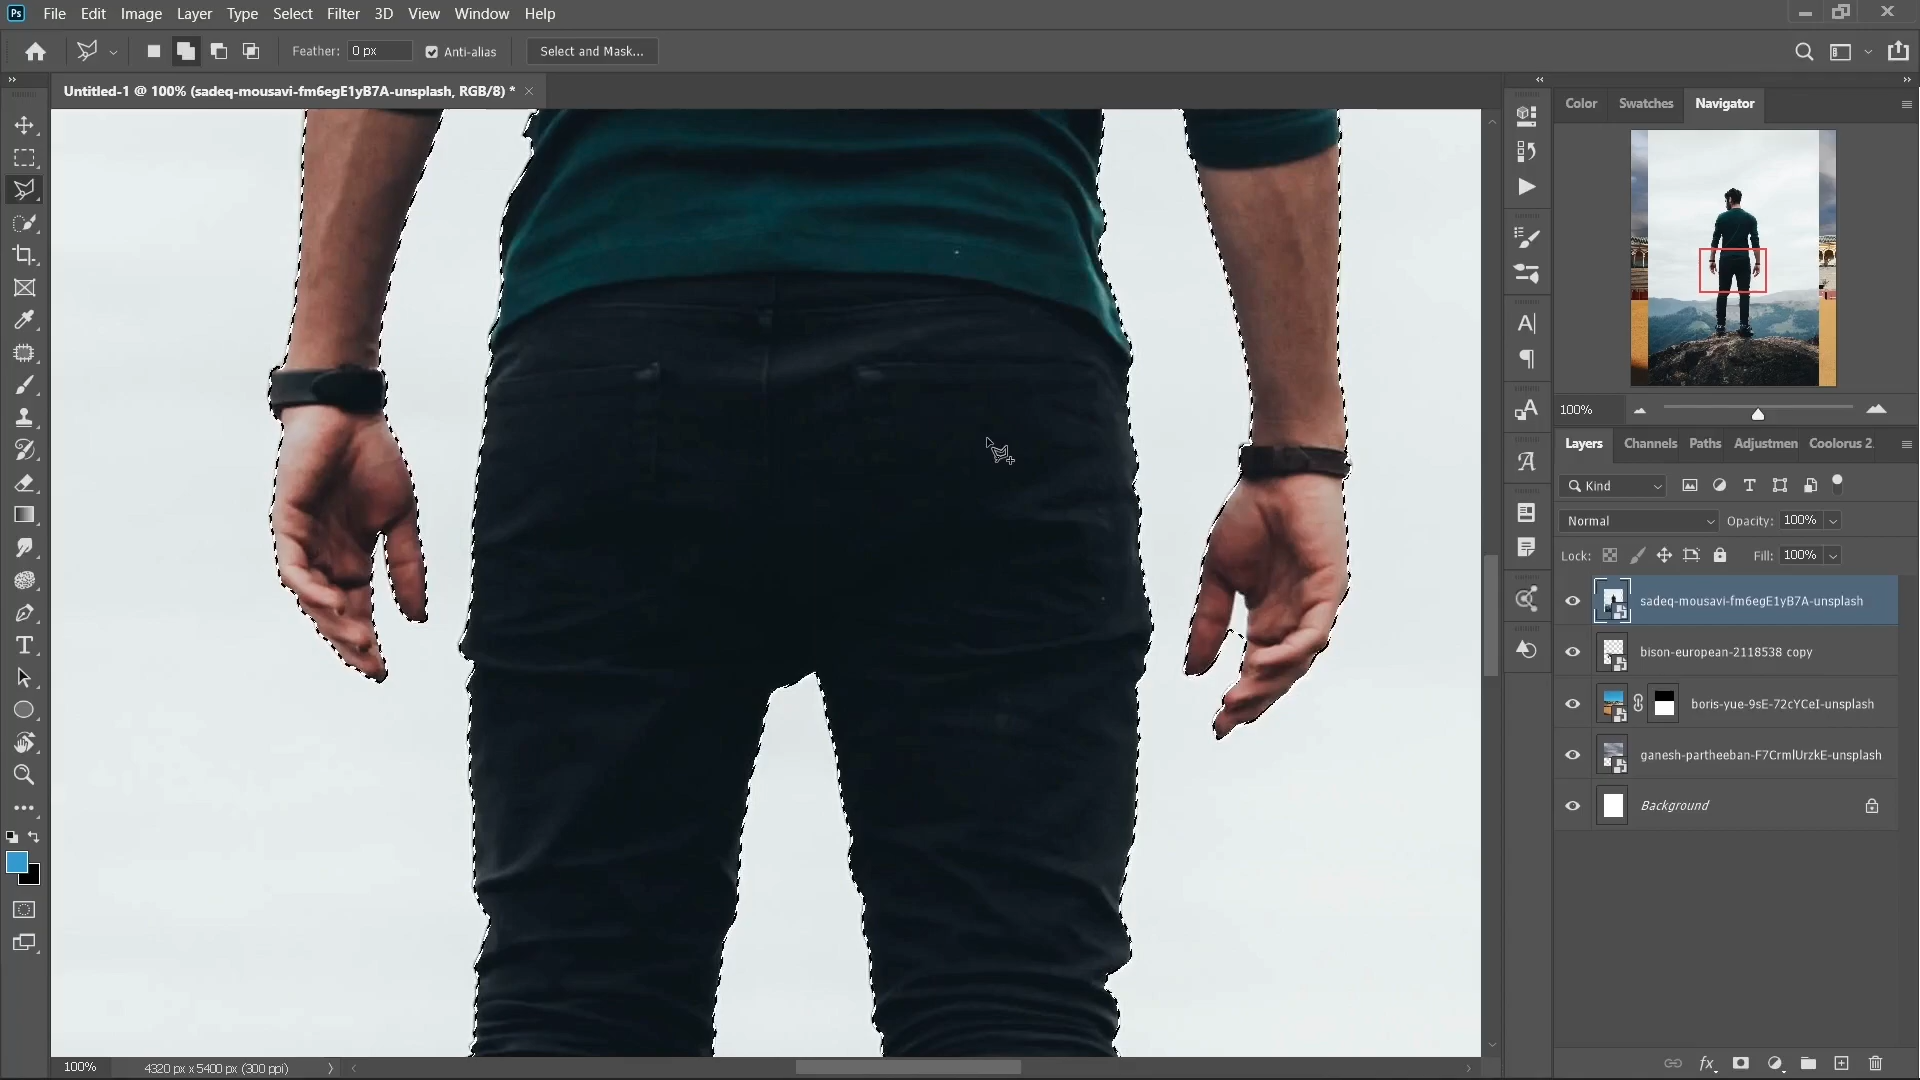 Ps File Edit Image Layer Type Select Filter 3D View Window Help
Feather: 0 px Anti-alias Select and Mask...
Untitled-1 @ 100% (sadeq-mousavi-fm6egE1yB7A-unsplash, RGB/8) *
Color Swatches Navigator
100%
Layers Channels Paths Adjustmen Coolorus 2
Kind
Normal Opacity: 100%
Lock: Fill: 100%
sadeq-mousavi-fm6egE1yB7A-unsplash
bison-european-2118538 copy
boris-yue-9sE-72cYCeI-unsplash
ganesh-partheeban-F7CrmlUrzkE-unsplash
Background
100% 4320 px x 5400 px (300 ppi)